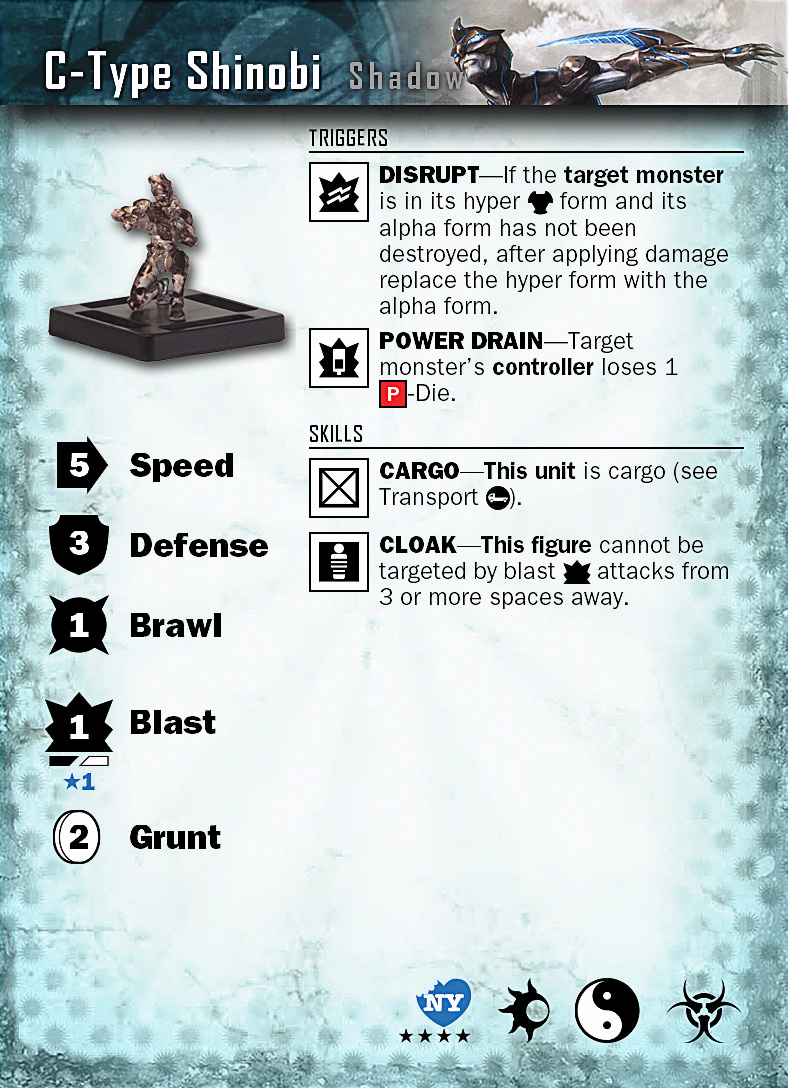 C-Type Shinobi Shadow
TRIGGERS
DISRUPT—If the target monster
is in its hyper form and its
alpha form has not been
destroyed, after applying damage
replace the hyper form with the
alpha form.
POWER DRAIN—Target
monster's controller loses 1
P-Die.
SKILLS
CARGO—This unit is cargo (see
Transport ).
CLOAK—This figure cannot be
targeted by blast attacks from
3 or more spaces away.
5 Speed
3 Defense
1 Brawl
1 Blast
★1
2 Grunt
NY
★★★★